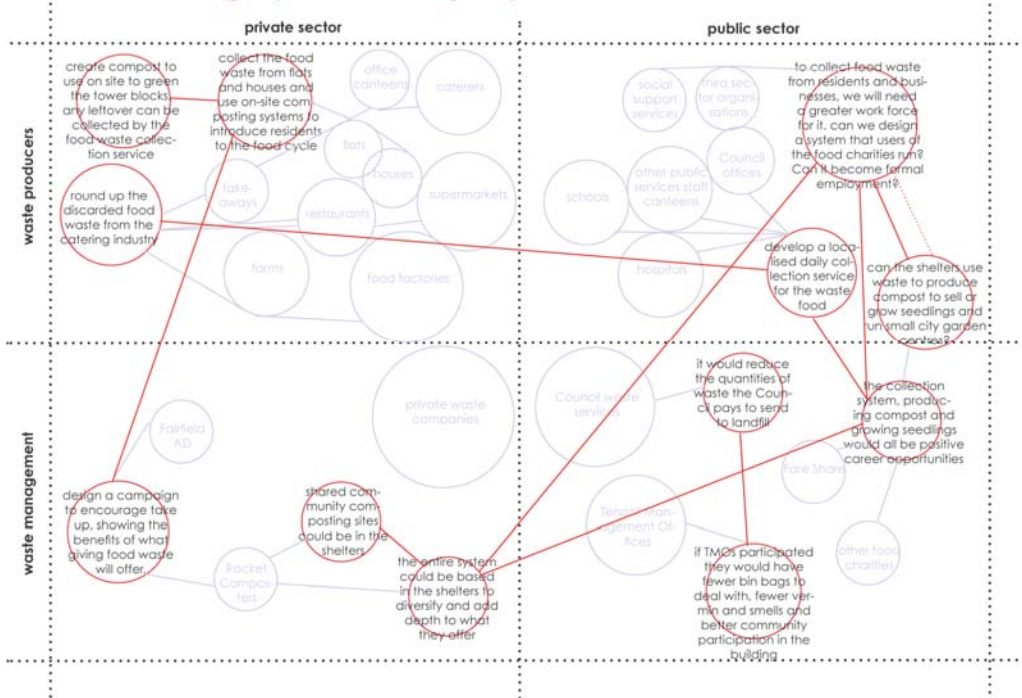 private sector
public sector
waste producers
waste management
create compost to
use on site to green
the tower blocks,
any leftover can be
collected by the
food waste collec-
tion service
collect the food
waste from flats
and houses and
use on-site com
posting systems to
introduce residents
to the food cycle
office
canteens
caterers
flats
houses
take-
aways
restaurants
supermarkets
round up the
discarded food
waste from the
catering industry
farms
food factories
social
support
services
third sec-
tor organi-
sations
Council
offices
other public
services staff
canteens
schools
hospitals
to collect food waste
from residents and busi-
nesses, we will need
a greater work force
for it. can we design
a system that users of
the food charities run?
Can it become formal
employment?
develop a loca-
lised daily col-
lection service
for the waste
food
can the shelters use
waste to produce
compost to sell or
grow seedlings and
run small city garden
centres?
private waste
companies
Fairfield
AD
design a campaign
to encourage take
up, showing the
benefits of what
giving food waste
will offer.
shared com-
munity com-
posting sites
could be in the
shelters
Rocket
Compos-
ters
the entire system
could be based
in the shelters to
diversify and add
depth to what
they offer
Council waste
services
it would reduce
the quantities of
waste the Coun-
cil pays to send
to landfill
the collection
system, produc-
ing compost and
growing seedlings
would all be positive
career opportunities
Fare Share
Tenant Man-
agement Of-
fices
other food
charities
if TMOs participated
they would have
fewer bin bags to
deal with, fewer ver-
min and smells and
better community
participation in the
building